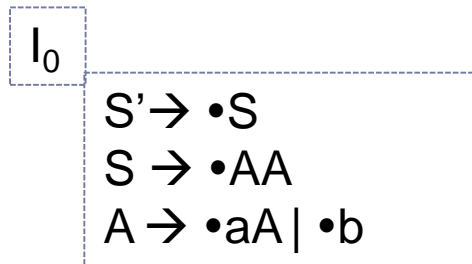 I₀
S’→ •S
S → •AA
A → •aA| •b